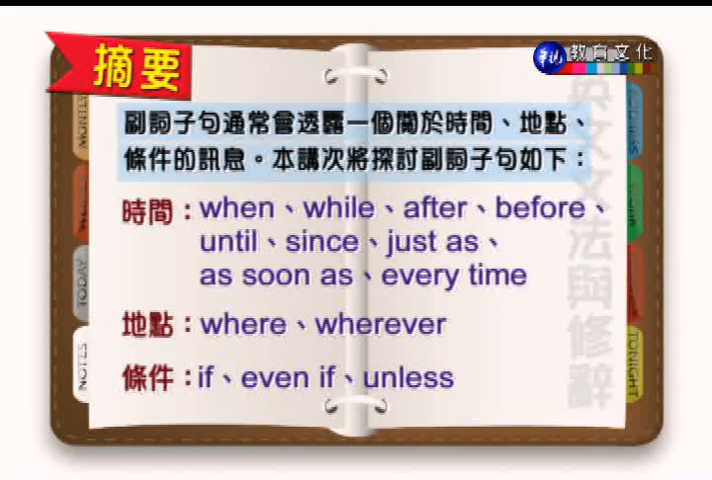 摘要
華視 教育文化
副詞子句通常會透露一個關於時間、地點、
條件的訊息。本講次將探討副詞子句如下：
時間：when、while、after、before、
until、since、just as、
as soon as、every time
地點：where、wherever
條件：if、even if、unless
英文文法與修辭
TODAY
NOTES
TONIGHT